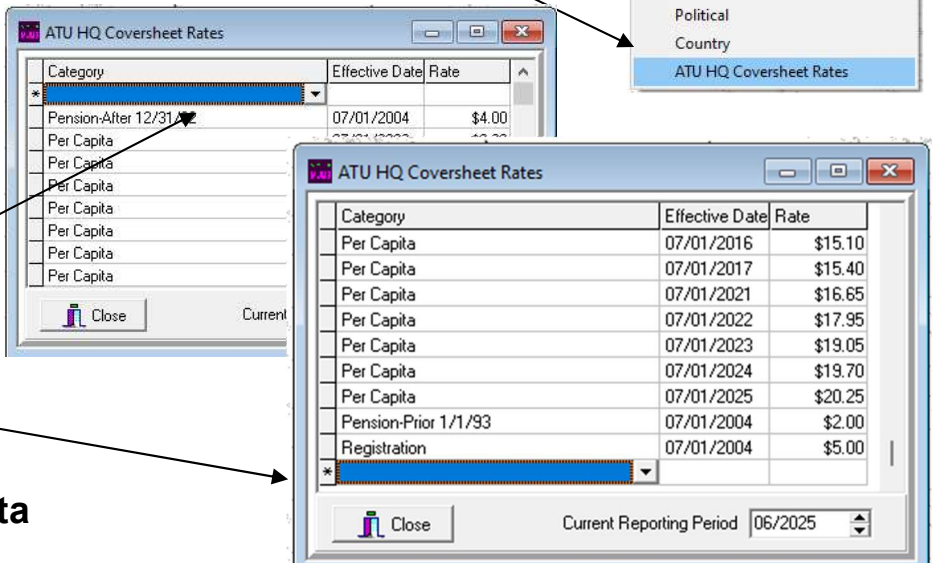 Political
Country
ATU HQ Coversheet Rates
ATU HQ Coversheet Rates
Category Effective Date Rate
*
Pension-After 12/31/92 07/01/2004 $4.00
Per Capita
Per Capita
Per Capita
Per Capita
Per Capita
Per Capita
Per Capita
Close Current
ATU HQ Coversheet Rates
Category Effective Date Rate
Per Capita 07/01/2016 $15.10
Per Capita 07/01/2017 $15.40
Per Capita 07/01/2021 $16.65
Per Capita 07/01/2022 $17.95
Per Capita 07/01/2023 $19.05
Per Capita 07/01/2024 $19.70
Per Capita 07/01/2025 $20.25
Pension-Prior 1/1/93 07/01/2004 $2.00
Registration 07/01/2004 $5.00
*
Close Current Reporting Period 06/2025
ta